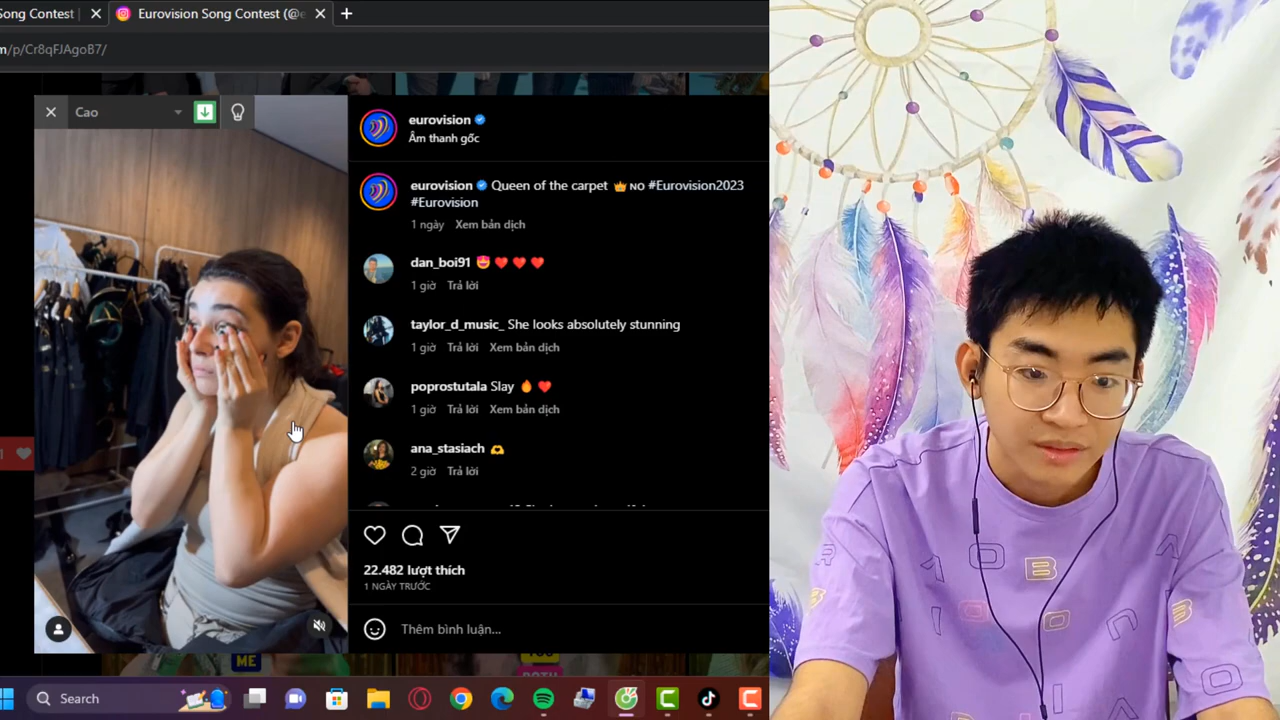 Song Contest |
Eurovision Song Contest (@e
m/p/Cr8qFJAgoB7/
Cao
eurovision
Âm thanh gốc
eurovision Queen of the carpet 👑 NO #Eurovision2023
#Eurovision
1 ngày Xem bản dịch
dan_boi91 😍❤️❤️❤️
1 giờ Trả lời
taylor_d_music_ She looks absolutely stunning
1 giờ Trả lời Xem bản dịch
poprostutala Slay 🔥❤️
1 giờ Trả lời Xem bản dịch
ana_stasiach 🫶
2 giờ Trả lời
22.482 lượt thích
1 NGÀY TRƯỚC
Thêm bình luận...
1
ME
Search